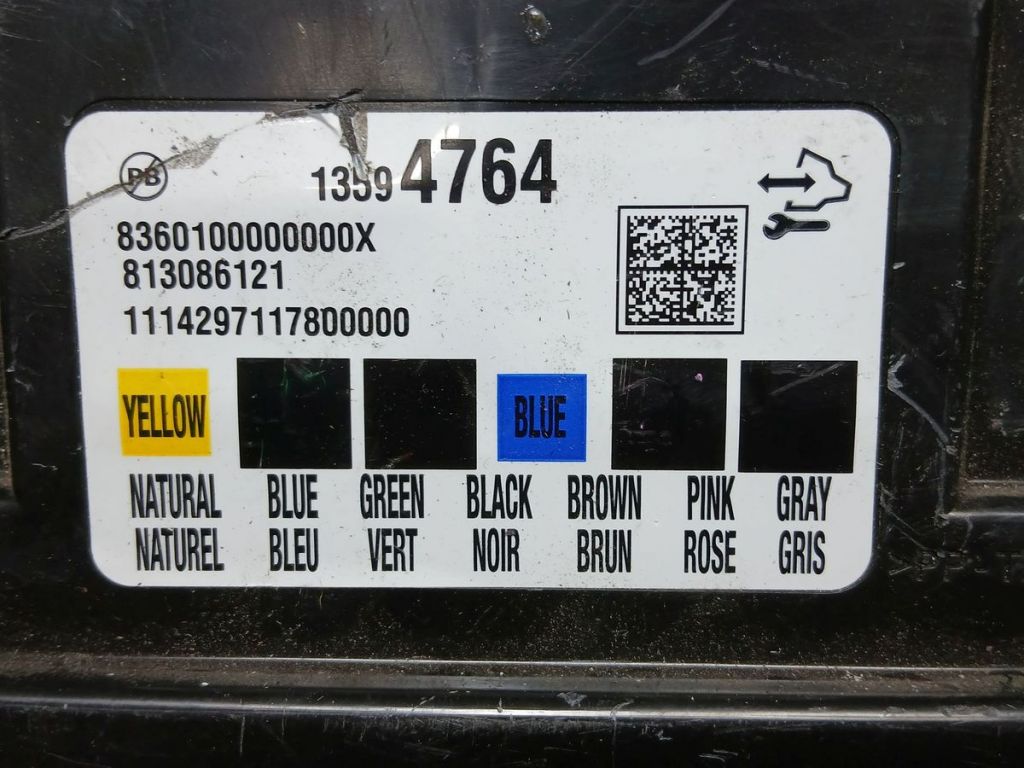 PB
13594764
8360100000000X
813086121
1114297117800000
YELLOW BLUE
NATURAL BLUE GREEN BLACK BROWN PINK GRAY
NATUREL BLEU VERT NOIR BRUN ROSE GRIS